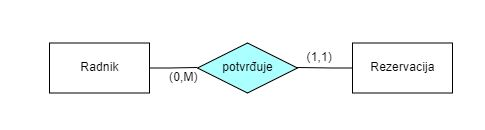 Radnik
(0,M)
potvrđuje
(1,1)
Rezervacija